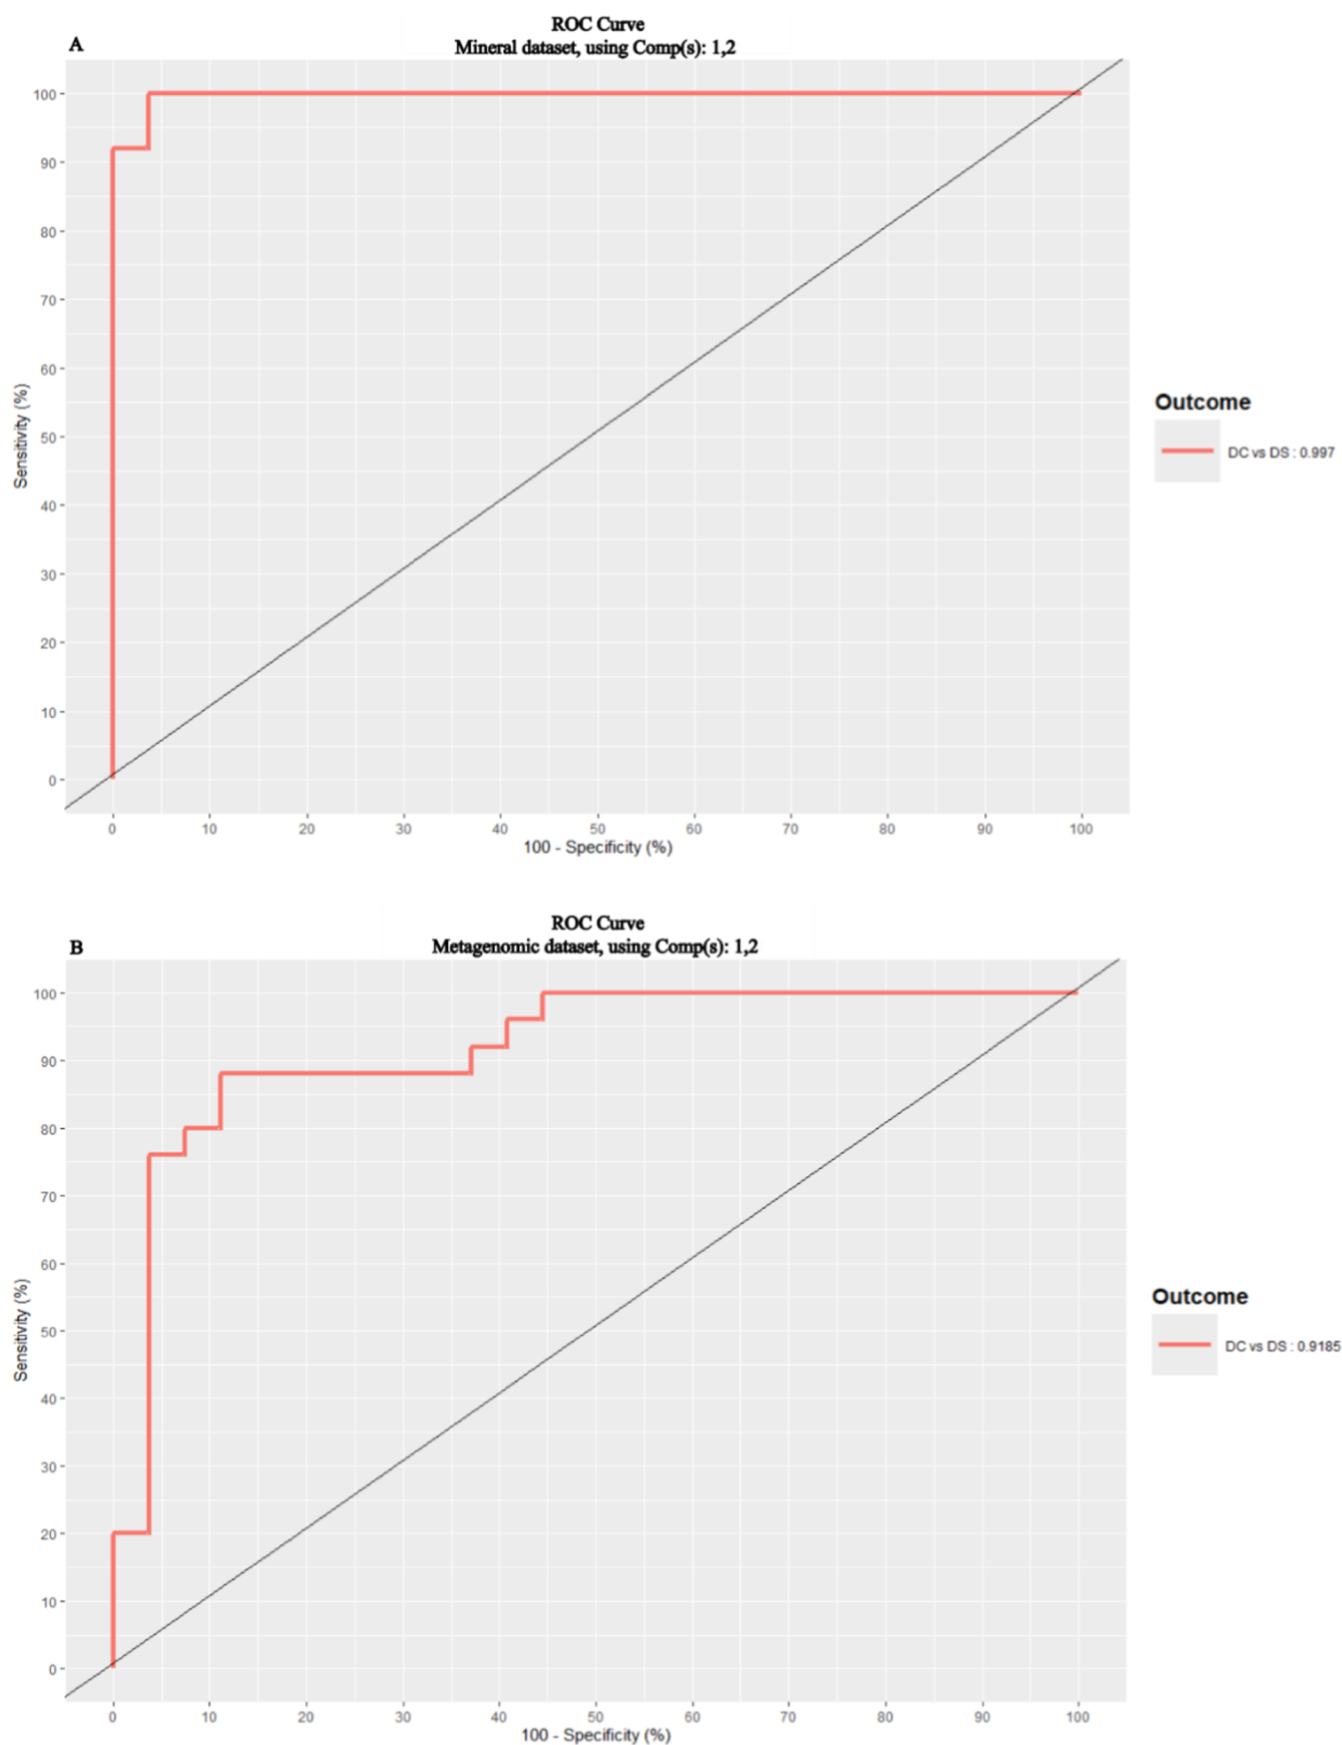 A
ROC Curve
Mineral dataset, using Comp(s): 1,2
100
90
80
70
60
50
40
30
20
10
0
Sensitivity (%)
0 10 20 30 40 50 60 70 80 90 100
100 - Specificity (%)
Outcome
DC vs DS : 0.997
B
ROC Curve
Metagenomic dataset, using Comp(s): 1,2
100
90
80
70
60
50
40
30
20
10
0
Sensitivity (%)
0 10 20 30 40 50 60 70 80 90 100
100 - Specificity (%)
Outcome
DC vs DS : 0.9185